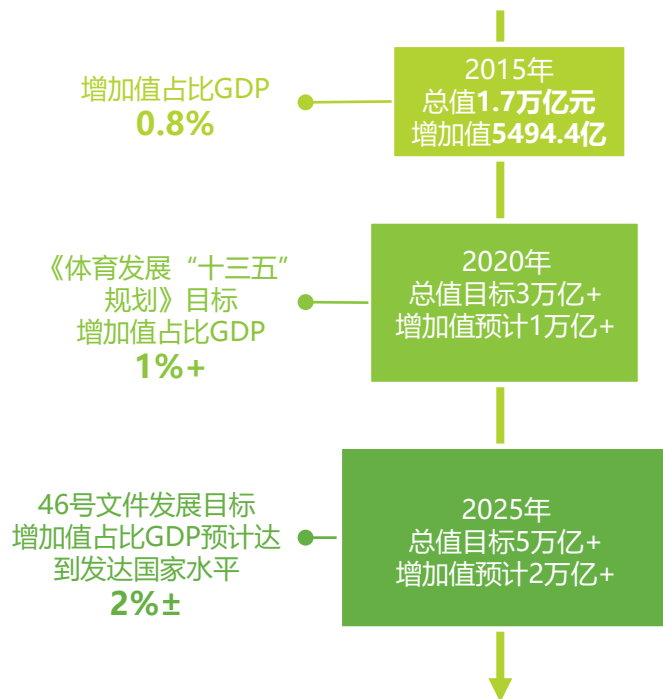 增加值占比GDP
0.8%
2015年
总值1.7万亿元
增加值5494.4亿
《体育发展“十三五”
规划》目标
增加值占比GDP
1%+
2020年
总值目标3万亿+
增加值预计1万亿+
46号文件发展目标
增加值占比GDP预计达
到发达国家水平
2%±
2025年
总值目标5万亿+
增加值预计2万亿+